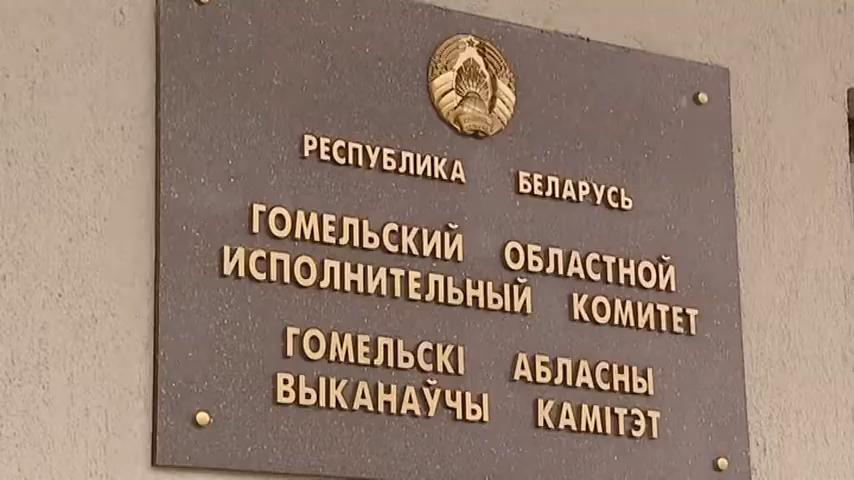 РЕСПУБЛИКА БЕЛАРУСЬ
ГОМЕЛЬСКИЙ ОБЛАСТНОЙ
ИСПОЛНИТЕЛЬНЫЙ КОМИТЕТ
ГОМЕЛЬСКІ АБЛАСНЫ
ВЫКАНАЎЧЫ КАМІТЭТ